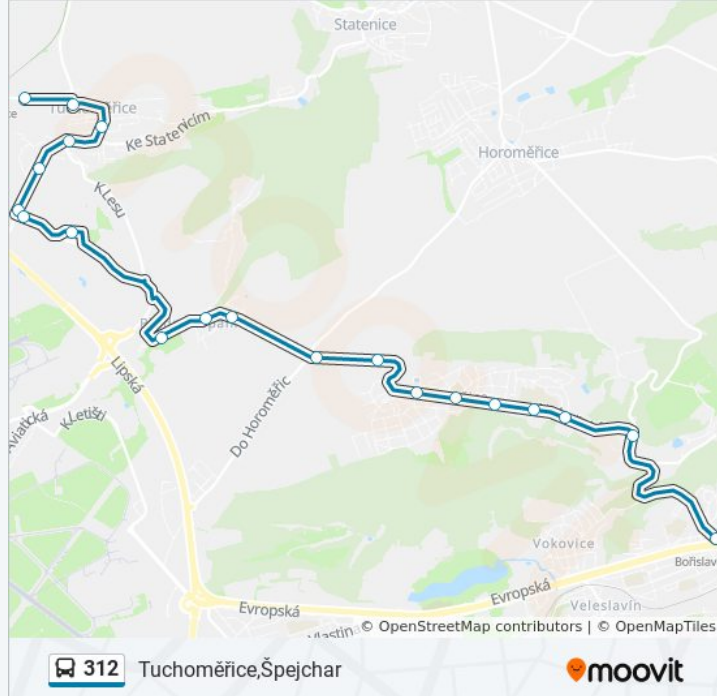 Statenice
Tuchoměřice
Ke Statenicím
Horoměřice
K Lesu
Lipská
Do Horoměřic
Aviatická
K Letišti
Vokovice
Bořislav
Evropská
Evropská
Veleslavín
Vlastin
© OpenStreetMap contributors | © OpenMapTiles
312 Tuchoměřice,Špejchar
moovit